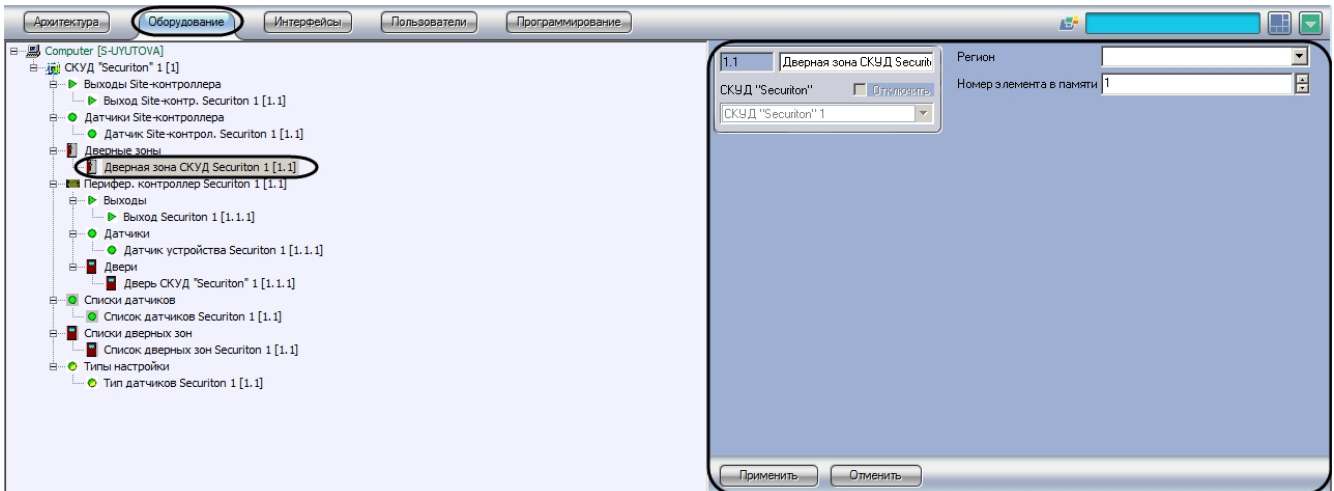 Архитектура Оборудование Интерфейсы Пользователи Программирование
Computer [S-UYUTOVA]
СКУД "Securiton" 1 [1]
Выходы Site-контроллера
Выход Site-контр. Securiton 1 [1.1]
Датчики Site-контроллера
Датчик Site-контрол. Securiton 1 [1.1]
Дверные зоны
Дверная зона СКУД Securiton 1 [1.1]
Перифер. контроллер Securiton 1 [1.1]
Выходы
Выход Securiton 1 [1.1.1]
Датчики
Датчик устройства Securiton 1 [1.1.1]
Двери
Дверь СКУД "Securiton" 1 [1.1.1]
Списки датчиков
Список датчиков Securiton 1 [1.1]
Списки дверных зон
Список дверных зон Securiton 1 [1.1]
Типы настройки
Тип датчиков Securiton 1 [1.1]
1.1 Дверная зона СКУД Securit
СКУД "Securiton" Отключить
СКУД "Securiton" 1
Регион
Номер элемента в памяти 1
Применить Отменить